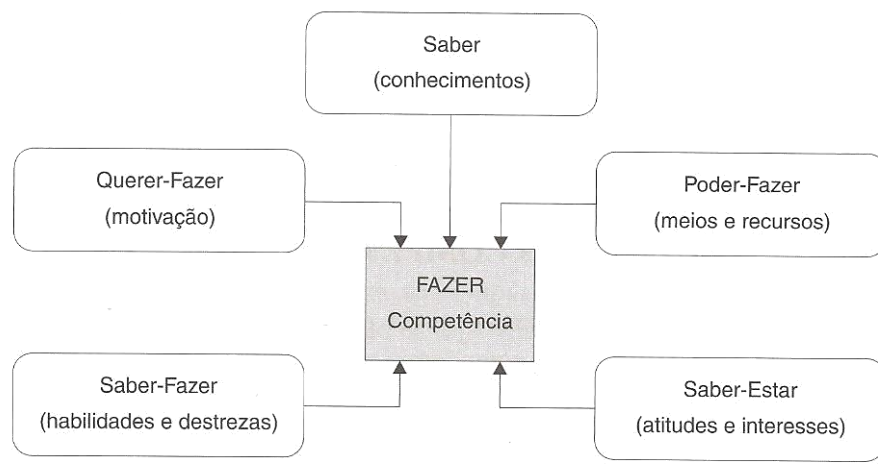 Saber
(conhecimentos)
Querer-Fazer
(motivação)
Poder-Fazer
(meios e recursos)
FAZER
Competência
Saber-Fazer
(habilidades e destrezas)
Saber-Estar
(atitudes e interesses)